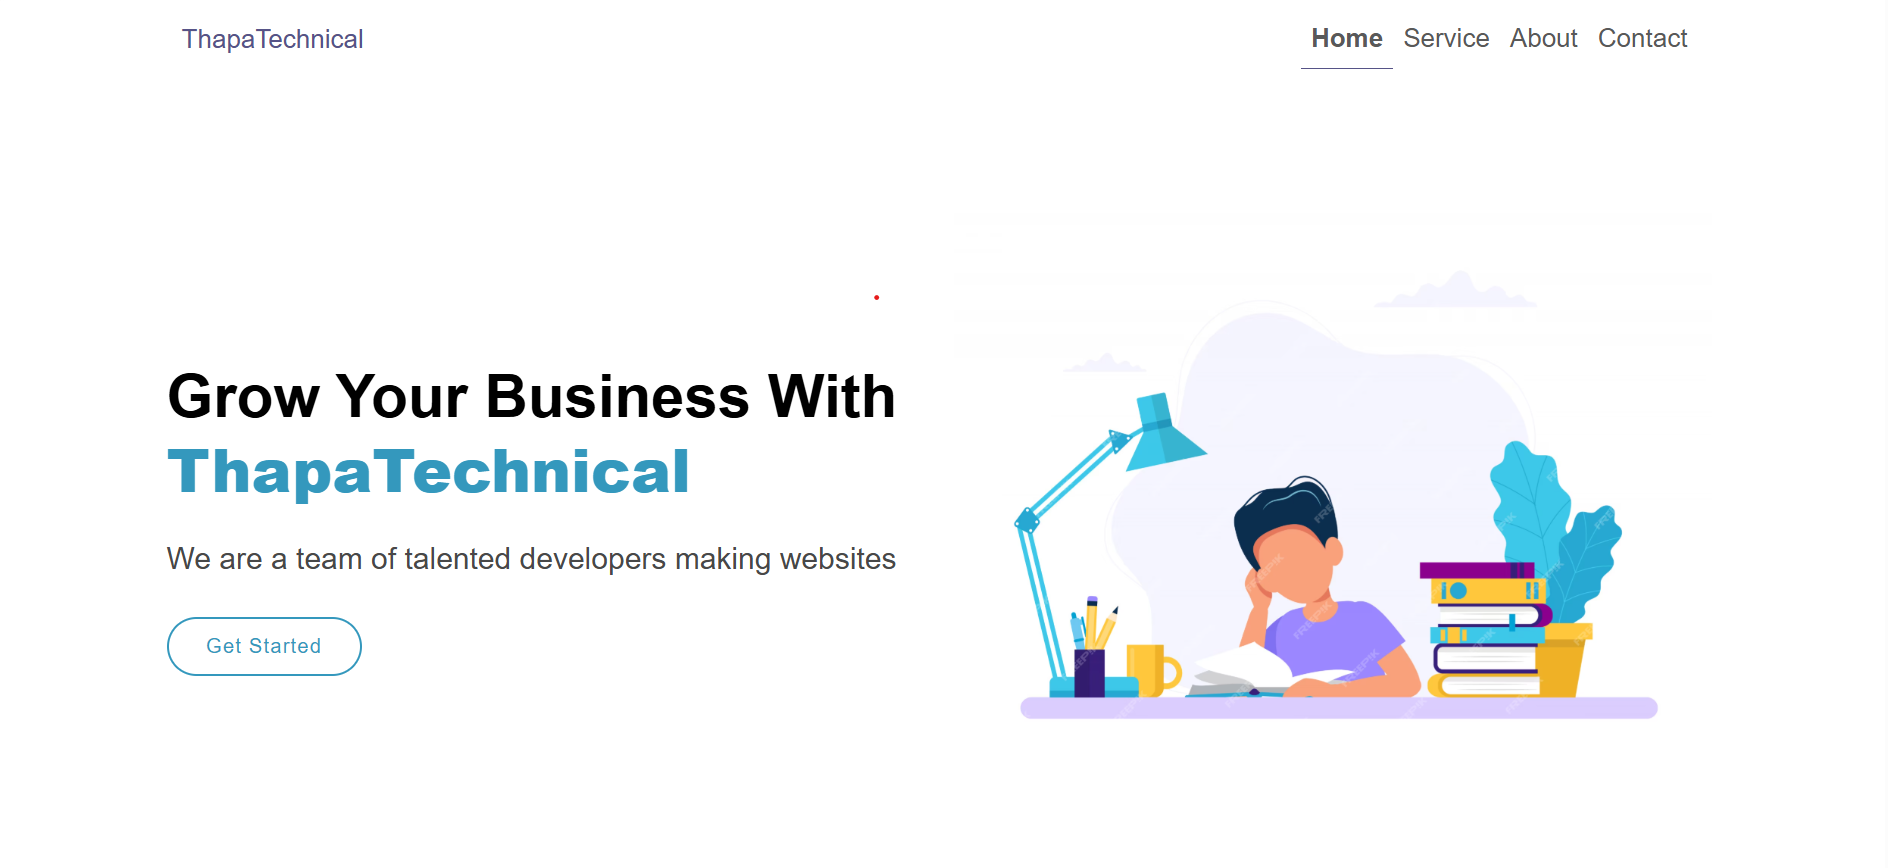 ThapaTechnical
Home Service About Contact
Grow Your Business With
ThapaTechnical
We are a team of talented developers making websites
Get Started